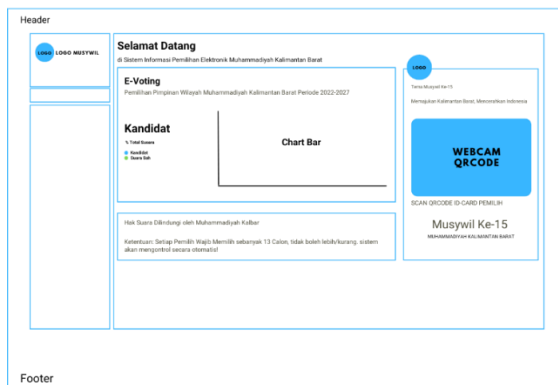 Header
LOGO
LOGO MUSYWIL
Selamat Datang
di Sistem Informasi Pemilihan Elektronik Muhammadiyah Kalimantan Barat
E-Voting
Pemilihan Pimpinan Wilayah Muhammadiyah Kalimantan Barat Periode 2022-2027
Kandidat
% Total Suara
Kandidat
Suara Sah
Chart Bar
Hak Suara Dilindungi oleh Muhammadiyah KalBar
Ketentuan: Setiap Pemilih Wajib Memilih sebanyak 13 Calon, tidak boleh lebih/kurang. sistem
akan mengontrol secara otomatis!
LOGO
Tema Musywil Ke-15
Memajukan Kalimantan Barat, Mencerahkan Indonesia
WEBCAM
QRCODE
SCAN QRCODE ID-CARD PEMILIH
Musywil Ke-15
MUHAMMADIYAH KALIMANTAN BARAT
Footer